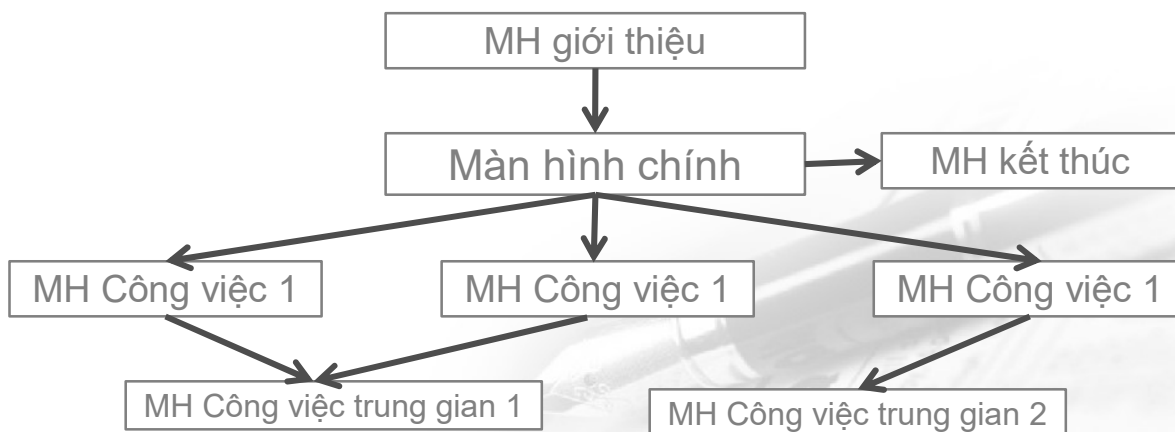 MH giới thiệu
Màn hình chính
MH kết thúc
MH Công việc 1
MH Công việc 1
MH Công việc 1
MH Công việc trung gian 1
MH Công việc trung gian 2